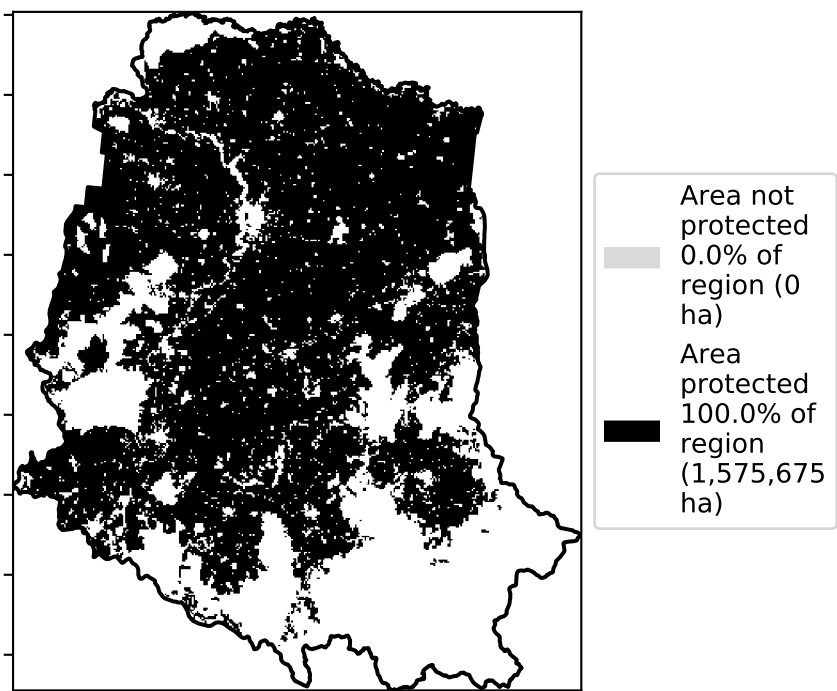 Area not
protected
0.0% of
region (0
ha)
Area
protected
100.0% of
region
(1,575,675
ha)